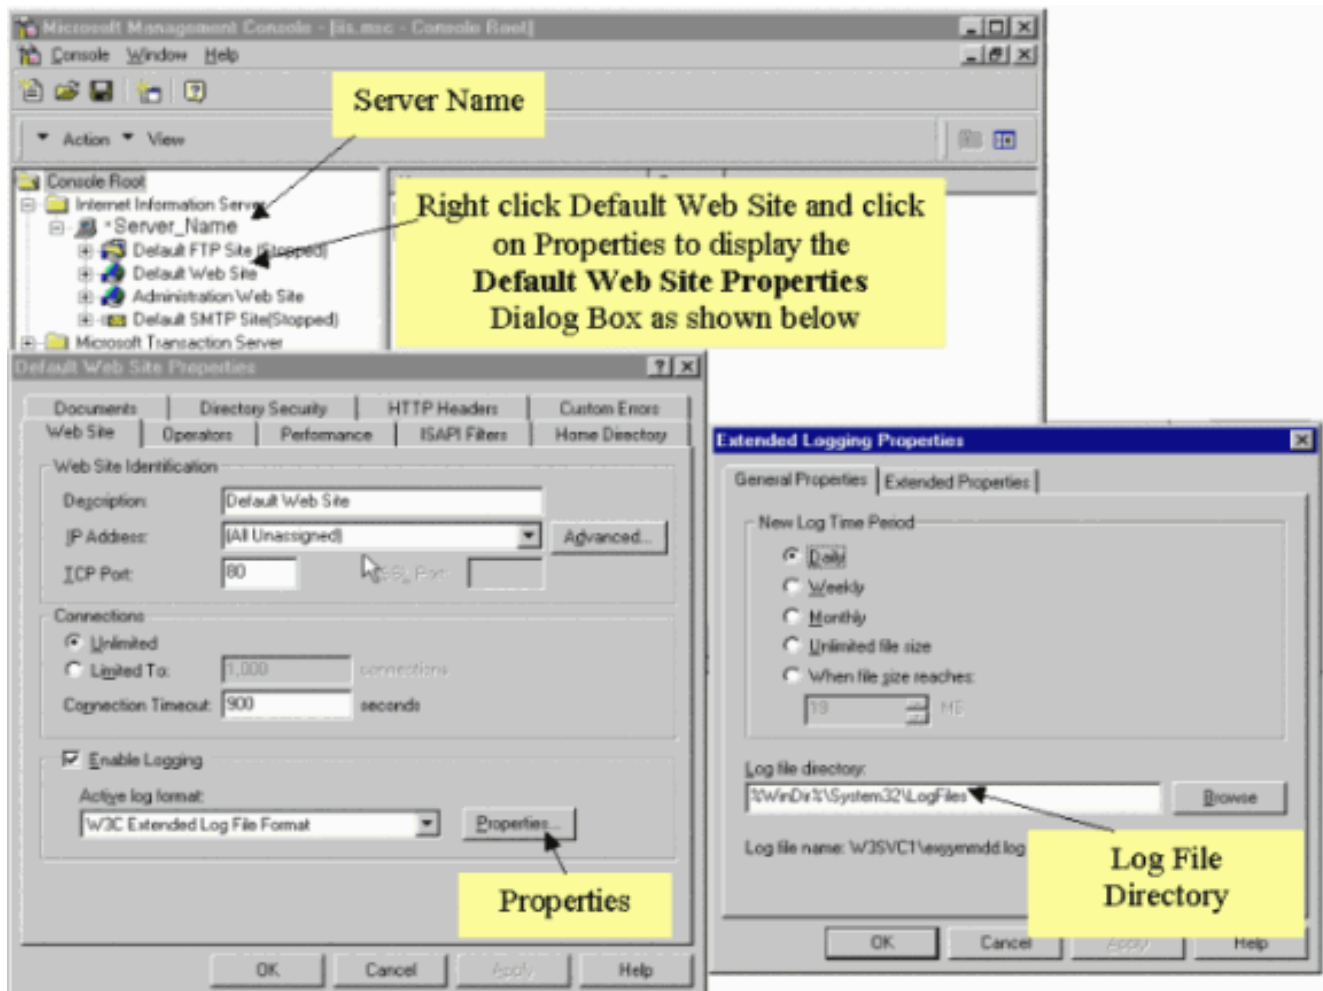 Microsoft Management Console - [iis.msc - Console Root]
Console Window Help
Server Name
Action View
Console Root
Internet Information Server
* Server_Name
Default FTP Site (Stopped)
Default Web Site
Administration Web Site
Default SMTP Site(Stopped)
Microsoft Transaction Server
Right click Default Web Site and click
on Properties to display the
Default Web Site Properties
Dialog Box as shown below
Default Web Site Properties
Documents Directory Security HTTP Headers Custom Errors
Web Site Operators Performance ISAPI Filters Home Directory
Web Site Identification
Description: Default Web Site
IP Address: (All Unassigned) Advanced...
TCP Port: 80 SSL Port:
Connections
Unlimited
Limited To: 1,000 connections
Connection Timeout: 900 seconds
Enable Logging
Active log format:
W3C Extended Log File Format Properties...
Properties
OK Cancel Apply Help
Extended Logging Properties
General Properties Extended Properties
New Log Time Period
Daily
Weekly
Monthly
Unlimited file size
When file size reaches:
19 MB
Log file directory:
%WinDir%\System32\LogFiles Browse
Log file name: W3SVC1\exyymmdd.log
Log File
Directory
OK Cancel Apply Help